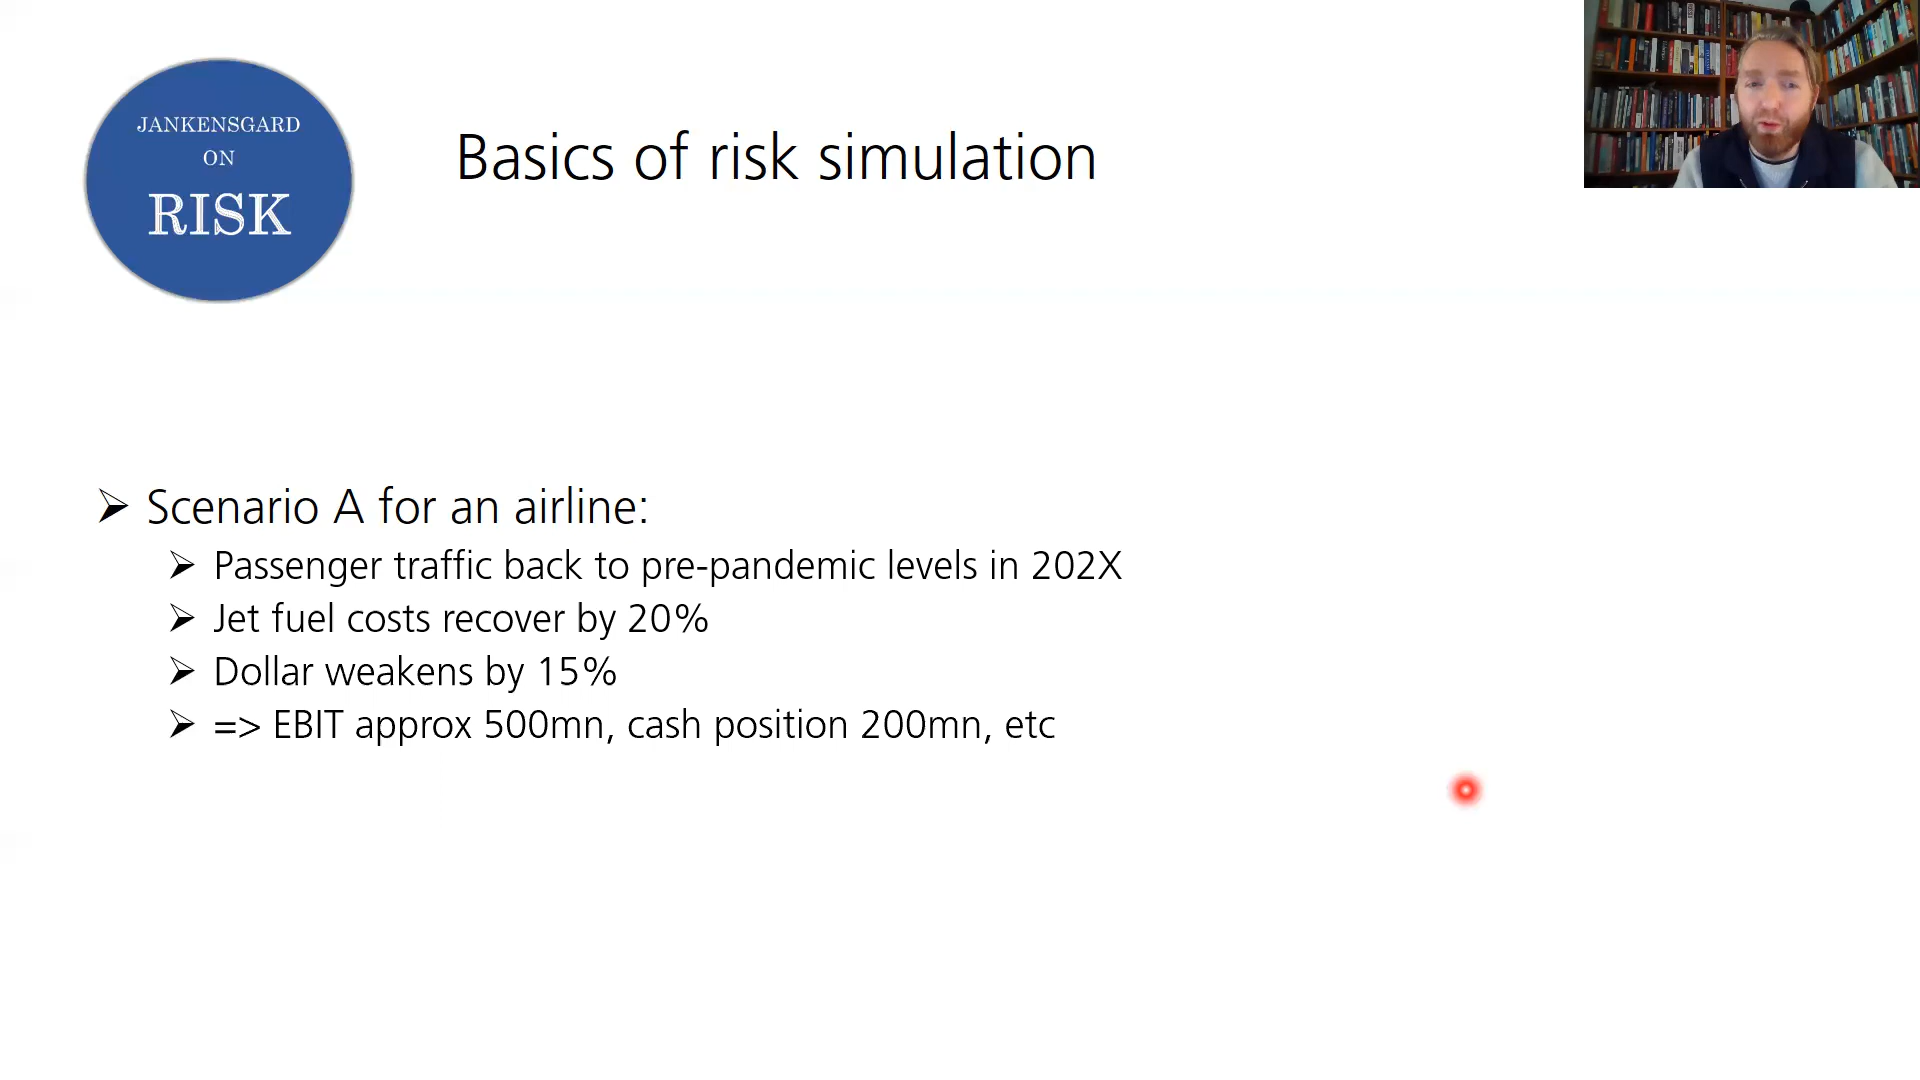 JANKENSGARD
ON
RISK
Basics of risk simulation
Scenario A for an airline:
Passenger traffic back to pre-pandemic levels in 202X
Jet fuel costs recover by 20%
Dollar weakens by 15%
=> EBIT approx 500mn, cash position 200mn, etc